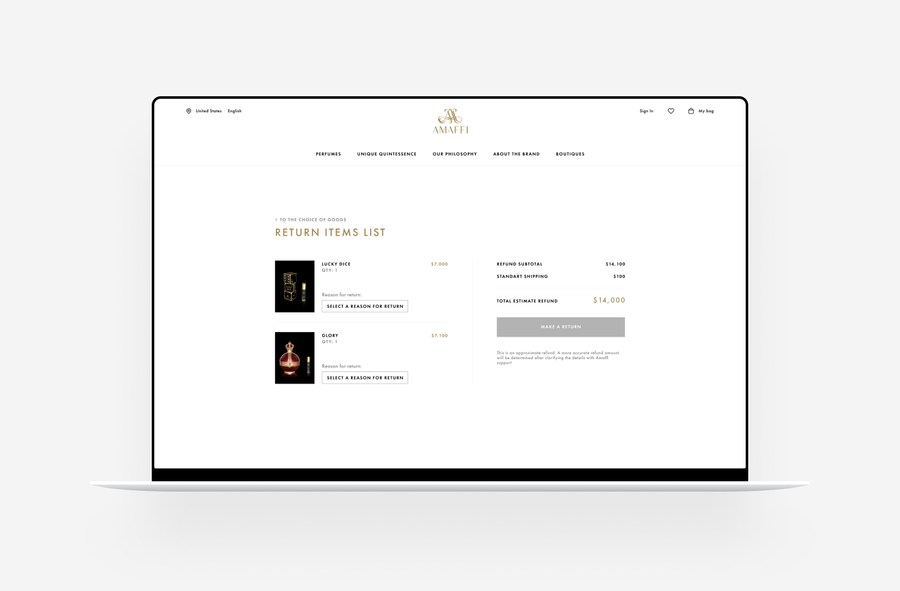 United States English
Sign In
My bag
AMAFFI
PERFUMES UNIQUE QUINTESSENCE OUR PHILOSOPHY ABOUT THE BRAND BOUTIQUES
< TO THE CHOICE OF GOODS
RETURN ITEMS LIST
LUCKY DICE $7,000
QTY: 1
Reason for return:
SELECT A REASON FOR RETURN
GLORY $7,100
QTY: 1
Reason for return:
SELECT A REASON FOR RETURN
REFUND SUBTOTAL $14,100
STANDART SHIPPING $100
TOTAL ESTIMATE REFUND $14,000
MAKE A RETURN
This is an approximate refund. A more accurate refund amount
will be determined after clarifying the details with Amaffi
support